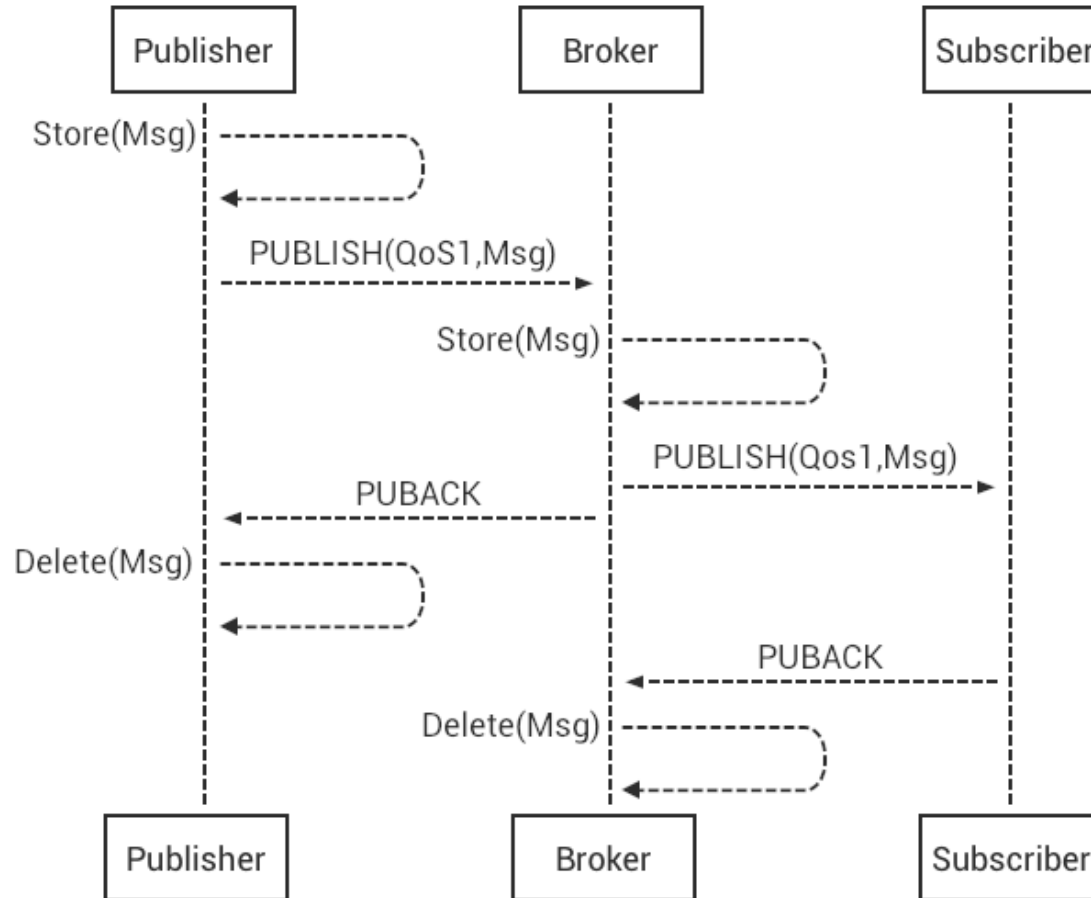 Publisher
Broker
Subscriber
Store(Msg)
PUBLISH(QoS1,Msg)
Store(Msg)
PUBLISH(Qos1,Msg)
PUBACK
Delete(Msg)
PUBACK
Delete(Msg)
Publisher
Broker
Subscriber